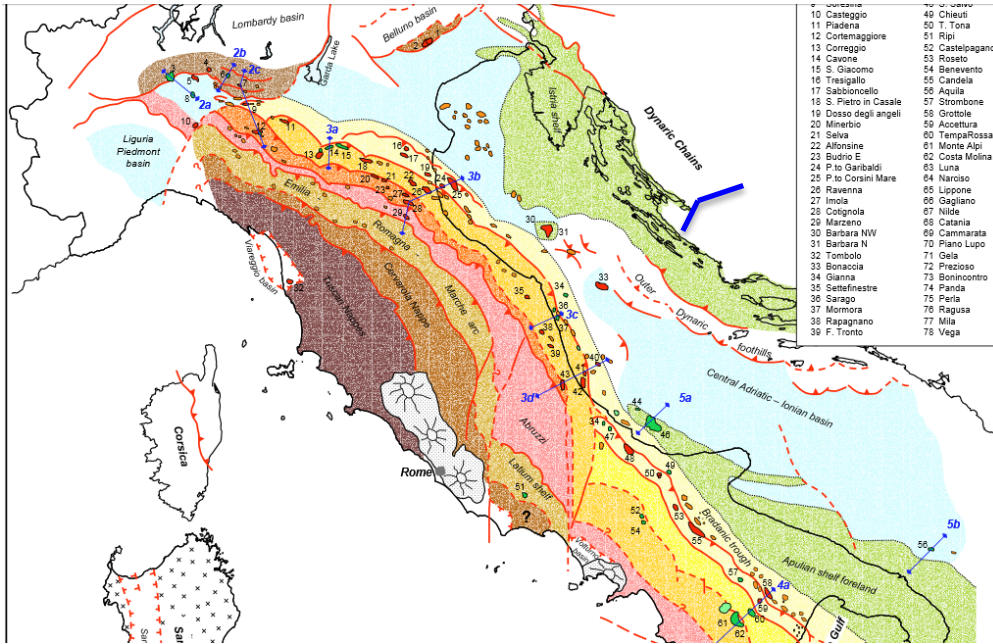 Lombardy basin
Belluno basin
Garda Lake
2b
2c
2a
3a
3b
3c
3d
5a
5b
4a
Liguria
Piedmont
basin
Istria shelf
Dynaric Chains
Emilia
Romagna
Marche arc
Cervarola Nappe
Tuscan Nappe
Viareggio basin
Outer
Dynaric
foothills
Central Adriatic – Ionian basin
Corsica
Rome
Abruzzi
Latium shelf
?
Volturno
basin
Bradanic trough
Apulian shelf foreland
Gulf
Sar
Sar
10 Casteggio 49 Chieuti
11 Piadena 50 T. Tona
12 Cortemaggiore 51 Ripi
13 Correggio 52 Castelpagano
14 Cavone 53 Roseto
15 S. Giacomo 54 Benevento
16 Tresigallo 55 Candela
17 Sabbioncello 56 Aquila
18 S. Pietro in Casale 57 Strombone
19 Dosso degli angeli 58 Grottole
20 Minerbio 59 Accettura
21 Selva 60 TempaRossa
22 Alfonsine 61 Monte Alpi
23 Budrio E 62 Costa Molina
24 P.to Garibaldi 63 Luna
25 P.to Corsini Mare 64 Narciso
26 Ravenna 65 Lippone
27 Imola 66 Gagliano
28 Cotignola 67 Nilde
29 Marzeno 68 Catania
30 Barbara NW 69 Cammarata
31 Barbara N 70 Piano Lupo
32 Tombolo 71 Gela
33 Bonaccia 72 Prezioso
34 Gianna 73 Bonincontro
35 Settefinestre 74 Panda
36 Sarago 75 Perla
37 Mormora 76 Ragusa
38 Rapagnano 77 Mila
39 F. Tronto 78 Vega